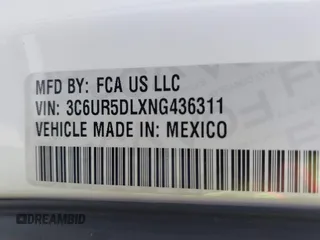 MFD BY: FCA US LLC
VIN: 3C6UR5DLXNG436311
VEHICLE MADE IN: MEXICO
DREAMBID